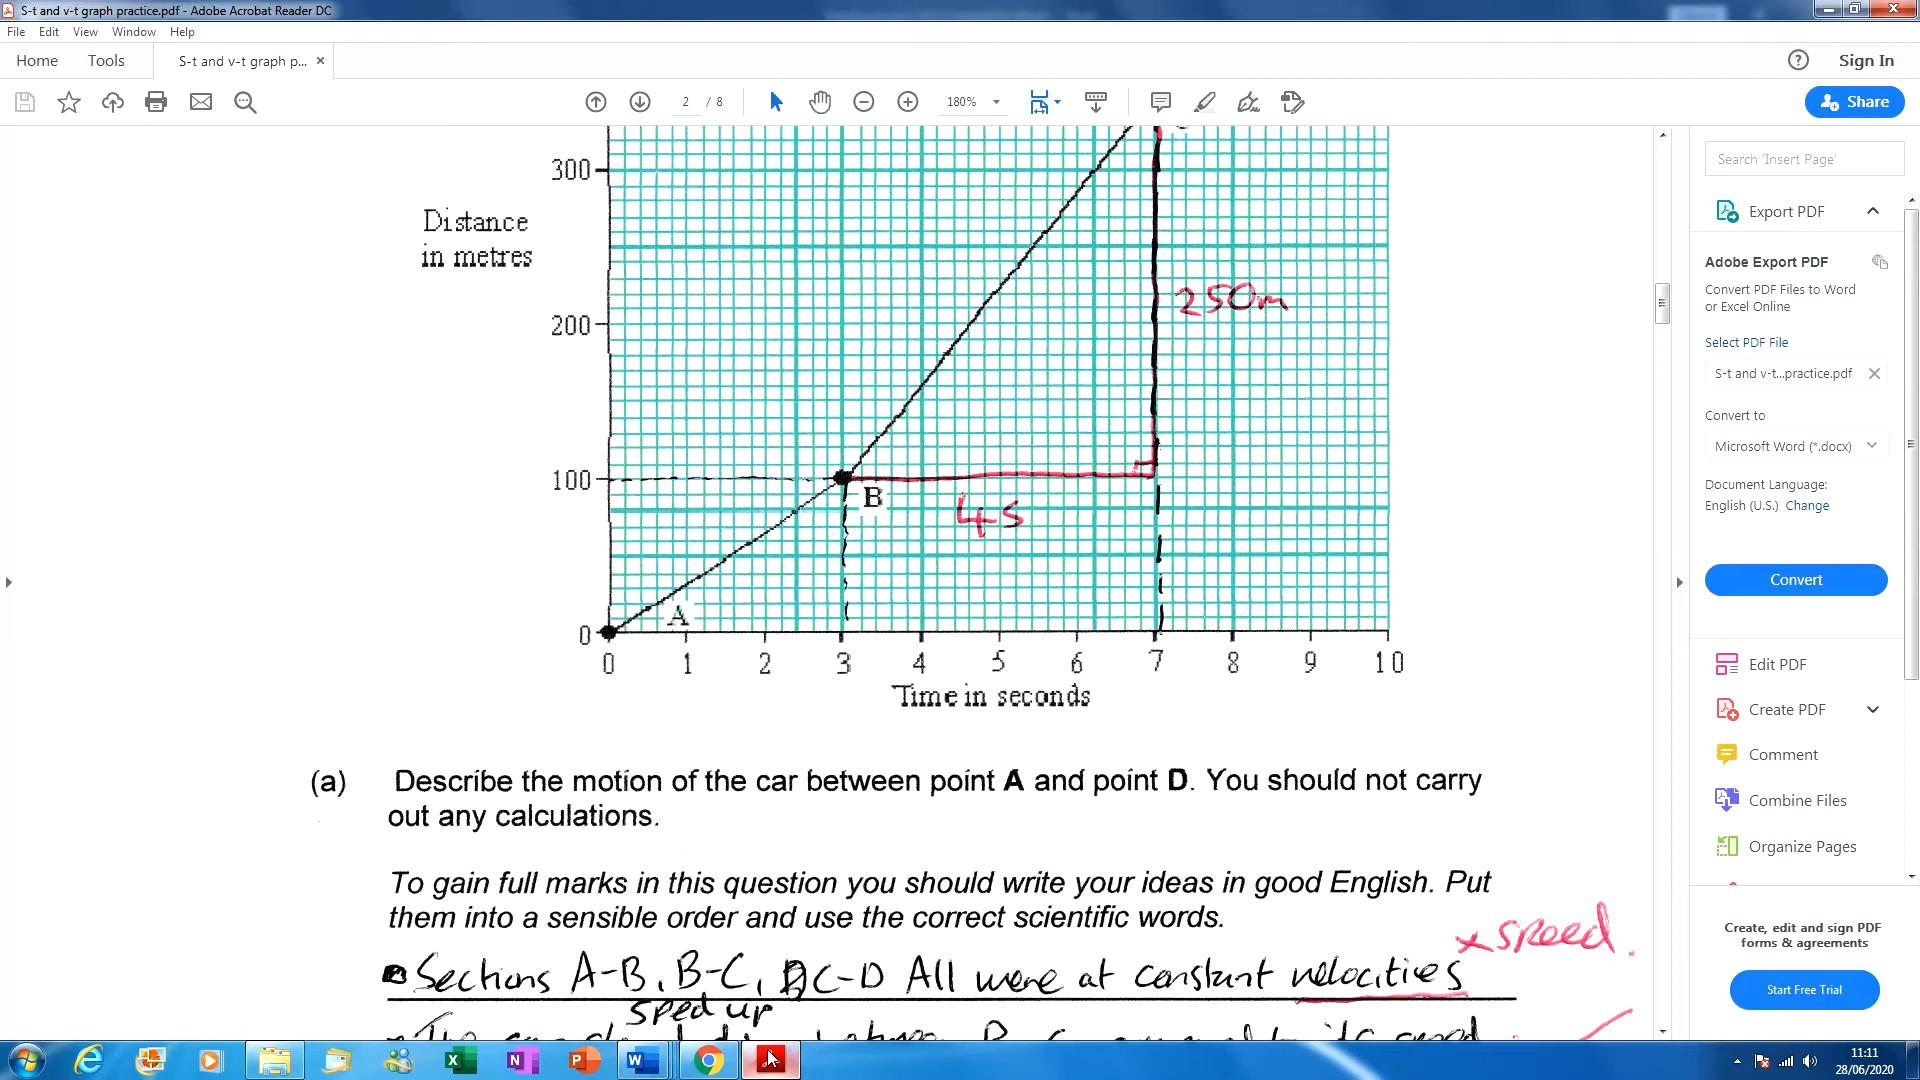 S-t and v-t graph practice.pdf - Adobe Acrobat Reader DC
File Edit View Window Help
Home Tools S-t and v-t graph p... ×
Sign In
2 / 8
180%
Share
300
Distance
in metres
250m
200
100
B
4s
A
0
0 1 2 3 4 5 6 7 8 9 10
Time in seconds
(a) Describe the motion of the car between point A and point D. You should not carry
out any calculations.
To gain full marks in this question you should write your ideas in good English. Put
them into a sensible order and use the correct scientific words.
× speed.
Sections A-B, B-C, C-D All were at constant velocities
sped up
between B
speed
Search 'Insert Page'
Export PDF
Adobe Export PDF
Convert PDF Files to Word
or Excel Online
Select PDF File
S-t and v-t...practice.pdf
Convert to
Microsoft Word (*.docx)
Document Language:
English (U.S.) Change
Convert
Edit PDF
Create PDF
Comment
Combine Files
Organize Pages
Create, edit and sign PDF
forms & agreements
Start Free Trial
11:11
28/06/2020